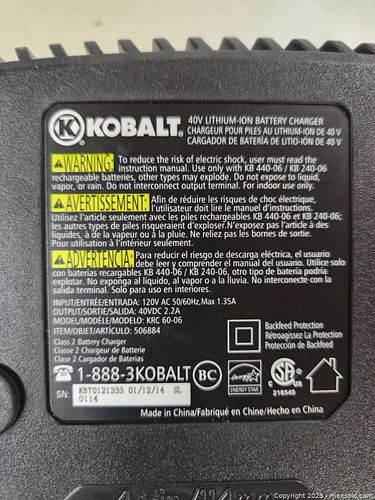 K KOBALT®
40V LITHIUM-ION BATTERY CHARGER
CHARGEUR POUR PILES AU LITHIUM-ION DE 40 V
CARGADOR DE BATERÍA DE LITIO-IÓN DE 40 V
WARNING: To reduce the risk of electric shock, user must read the
instruction manual. Use only with KB 440-06 / KB 240-06
rechargeable batteries, other types may explode. Do not expose to liquid,
vapor, or rain. Do not interconnect output terminal. For indoor use only.
AVERTISSEMENT: Afin de réduire les risques de choc électrique,
l'utilisateur doit lire le manuel d'instructions.
Utilisez l'article seulement avec les piles rechargeables KB 440-06 et KB 240-06;
les autres types de piles risqueraient d'exploser.N'exposez pas l'article à des
liquides, à de la vapeur ou à la pluie. Ne reliez pas les bornes de sortie.
Pour utilisation à l'intérieur seulement.
ADVERTENCIA: Para reducir el riesgo de descarga eléctrica, el usuario
debe leer y comprender el manual del usuario. Utilice solo
con baterías recargables KB 440-06 / KB 240-06, otro tipo de batería podría
explotar. No exponga al líquido, al vapor o a la lluvia. No interconecte con la
salida terminal. Solo para uso en interiores.
INPUT/ENTRÉE/ENTRADA: 120V AC 50/60Hz,Max 1.35A
OUTPUT/SORTIE/SALIDA: 40VDC 2.2A
MODEL/MODÈLE/MODELO: KRC 60-06
ITEM/OBJET/ARTÍCULO: 506884
Class 2 Battery Charger
Classe 2 Chargeur de Batterie
Clase 2 Cargador de Baterías
Backfeed Protection
Rétroagissez La Protection
Protección Backfeed
1-888-3KOBALT
BC
ENERGY STAR
218549
SN: KBT0121333 01/12/14 SL
0114
Made in China/Fabriqué en Chine/Hecho en China
Copyright 2025 - maxsold.com